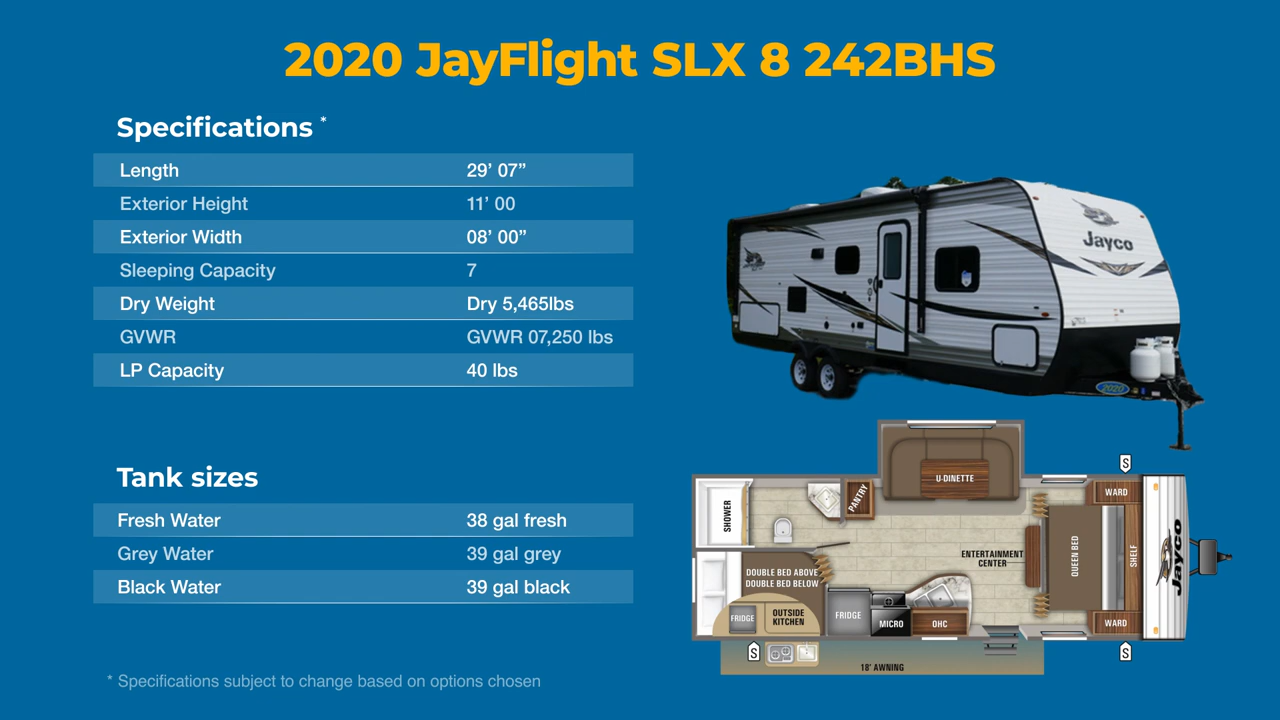 2020 JayFlight SLX 8 242BHS
Specifications *
Length 29’ 07”
Exterior Height 11’ 00
Exterior Width 08’ 00”
Sleeping Capacity 7
Dry Weight Dry 5,465lbs
GVWR GVWR 07,250 lbs
LP Capacity 40 lbs
Tank sizes
Fresh Water 38 gal fresh
Grey Water 39 gal grey
Black Water 39 gal black
* Specifications subject to change based on options chosen
Jayco
2020
U-DINETTE
S
PANTRY
WARD
SHOWER
ENTERTAINMENT
CENTER
QUEEN BED
SHELF
Jayco
DOUBLE BED ABOVE
DOUBLE BED BELOW
FRIDGE
OUTSIDE
KITCHEN
FRIDGE
MICRO
OHC
WARD
S
S
18' AWNING